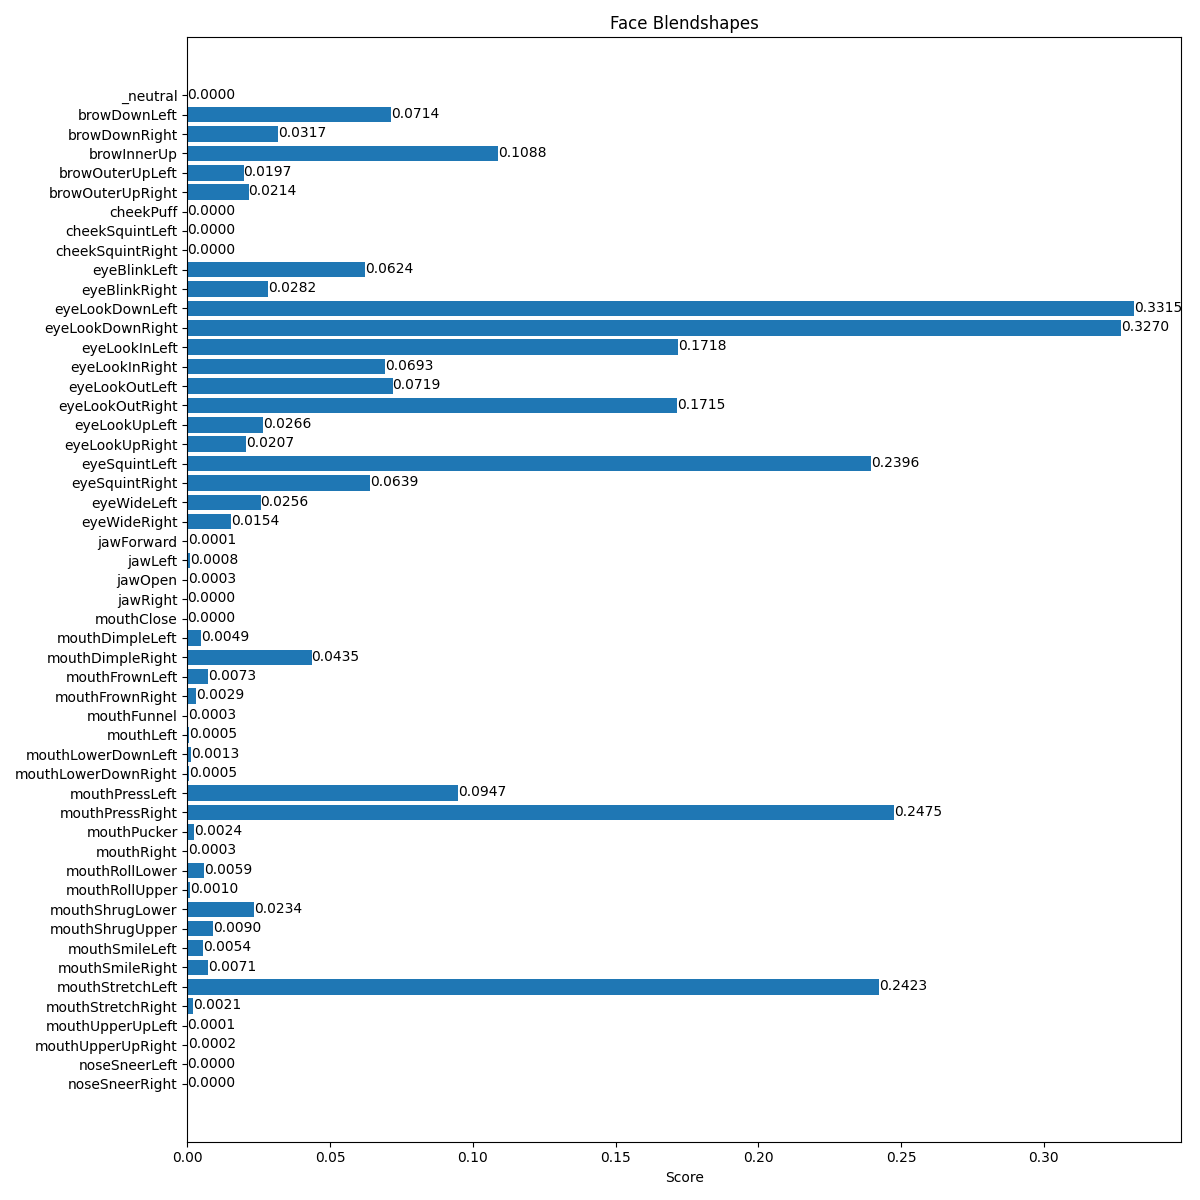 Face Blendshapes
_neutral 0.0000
browDownLeft 0.0714
browDownRight 0.0317
browInnerUp 0.1088
browOuterUpLeft 0.0197
browOuterUpRight 0.0214
cheekPuff 0.0000
cheekSquintLeft 0.0000
cheekSquintRight 0.0000
eyeBlinkLeft 0.0624
eyeBlinkRight 0.0282
eyeLookDownLeft 0.3315
eyeLookDownRight 0.3270
eyeLookInLeft 0.1718
eyeLookInRight 0.0693
eyeLookOutLeft 0.0719
eyeLookOutRight 0.1715
eyeLookUpLeft 0.0266
eyeLookUpRight 0.0207
eyeSquintLeft 0.2396
eyeSquintRight 0.0639
eyeWideLeft 0.0256
eyeWideRight 0.0154
jawForward 0.0001
jawLeft 0.0008
jawOpen 0.0003
jawRight 0.0000
mouthClose 0.0000
mouthDimpleLeft 0.0049
mouthDimpleRight 0.0435
mouthFrownLeft 0.0073
mouthFrownRight 0.0029
mouthFunnel 0.0003
mouthLeft 0.0005
mouthLowerDownLeft 0.0013
mouthLowerDownRight 0.0005
mouthPressLeft 0.0947
mouthPressRight 0.2475
mouthPucker 0.0024
mouthRight 0.0003
mouthRollLower 0.0059
mouthRollUpper 0.0010
mouthShrugLower 0.0234
mouthShrugUpper 0.0090
mouthSmileLeft 0.0054
mouthSmileRight 0.0071
mouthStretchLeft 0.2423
mouthStretchRight 0.0021
mouthUpperUpLeft 0.0001
mouthUpperUpRight 0.0002
noseSneerLeft 0.0000
noseSneerRight 0.0000
0.00 0.05 0.10 0.15 0.20 0.25 0.30
Score